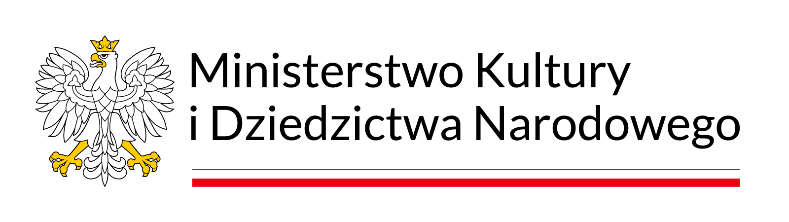 Ministerstwo Kultury
i Dziedzictwa Narodowego